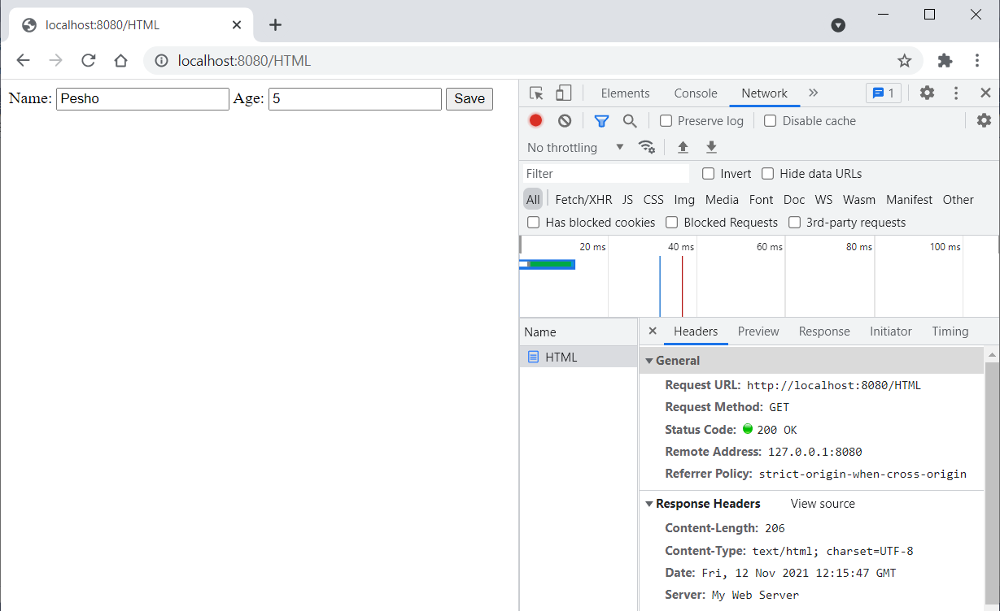 localhost:8080/HTML
localhost:8080/HTML
Name: Pesho Age: 5 Save
Elements Console Network 1
Preserve log Disable cache
No throttling
Filter Invert Hide data URLs
All Fetch/XHR JS CSS Img Media Font Doc WS Wasm Manifest Other
Has blocked cookies Blocked Requests 3rd-party requests
20 ms 40 ms 60 ms 80 ms 100 ms
Name Headers Preview Response Initiator Timing
HTML
General
Request URL: http://localhost:8080/HTML
Request Method: GET
Status Code: 200 OK
Remote Address: 127.0.0.1:8080
Referrer Policy: strict-origin-when-cross-origin
Response Headers View source
Content-Length: 206
Content-Type: text/html; charset=UTF-8
Date: Fri, 12 Nov 2021 12:15:47 GMT
Server: My Web Server